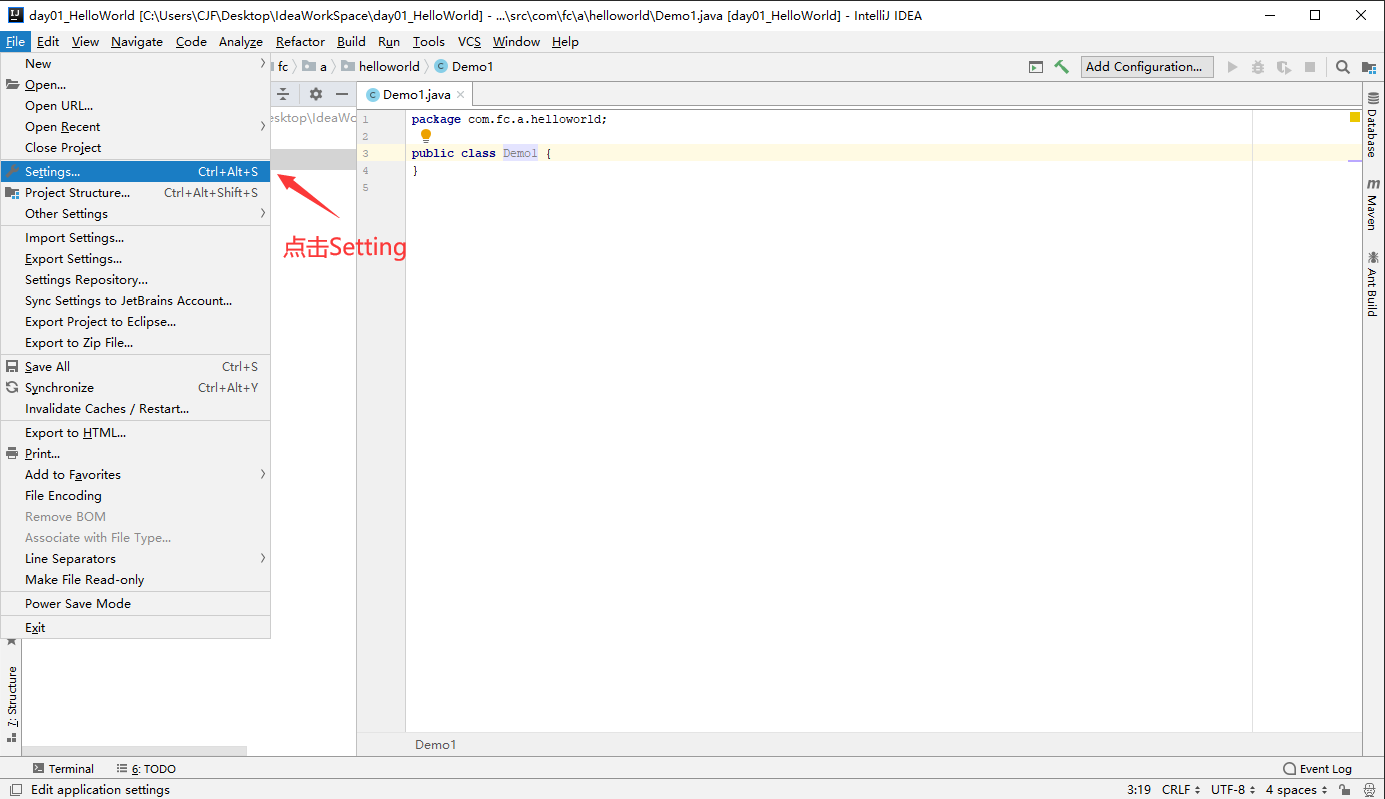 day01_HelloWorld [C:\Users\CJF\Desktop\IdeaWorkSpace\day01_HelloWorld] - ...\src\com\fc\a\helloworld\Demo1.java [day01_HelloWorld] - IntelliJ IDEA
File Edit View Navigate Code Analyze Refactor Build Run Tools VCS Window Help
fc a helloworld Demo1 Add Configuration...
New
Open...
Open URL...
Open Recent
Close Project
Settings... Ctrl+Alt+S
Project Structure... Ctrl+Alt+Shift+S
Other Settings
Import Settings...
Export Settings...
Settings Repository...
Sync Settings to JetBrains Account...
Export Project to Eclipse...
Export to Zip File...
Save All Ctrl+S
Synchronize Ctrl+Alt+Y
Invalidate Caches / Restart...
Export to HTML...
Print...
Add to Favorites
File Encoding
Remove BOM
Associate with File Type...
Line Separators
Make File Read-only
Power Save Mode
Exit
Demo1.java
1 package com.fc.a.helloworld;
2
3 public class Demo1 {
4 }
5
点击Setting
Database
Maven
Ant Build
7: Structure
Demo1
Terminal 6: TODO Event Log
Edit application settings 3:19 CRLF UTF-8 4 spaces